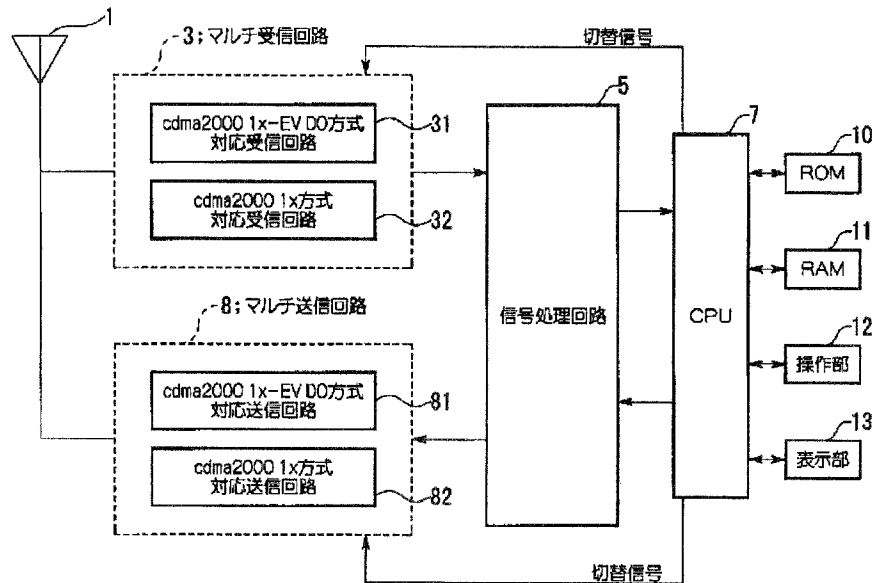 1
3;マルチ受信回路
切替信号
cdma2000 1x-EV DO方式
対応受信回路
31
cdma2000 1x方式
対応受信回路
32
5
信号処理回路
7
CPU
10
ROM
11
RAM
12
操作部
13
表示部
8;マルチ送信回路
cdma2000 1x-EV DO方式
対応送信回路
81
cdma2000 1x方式
対応送信回路
82
切替信号